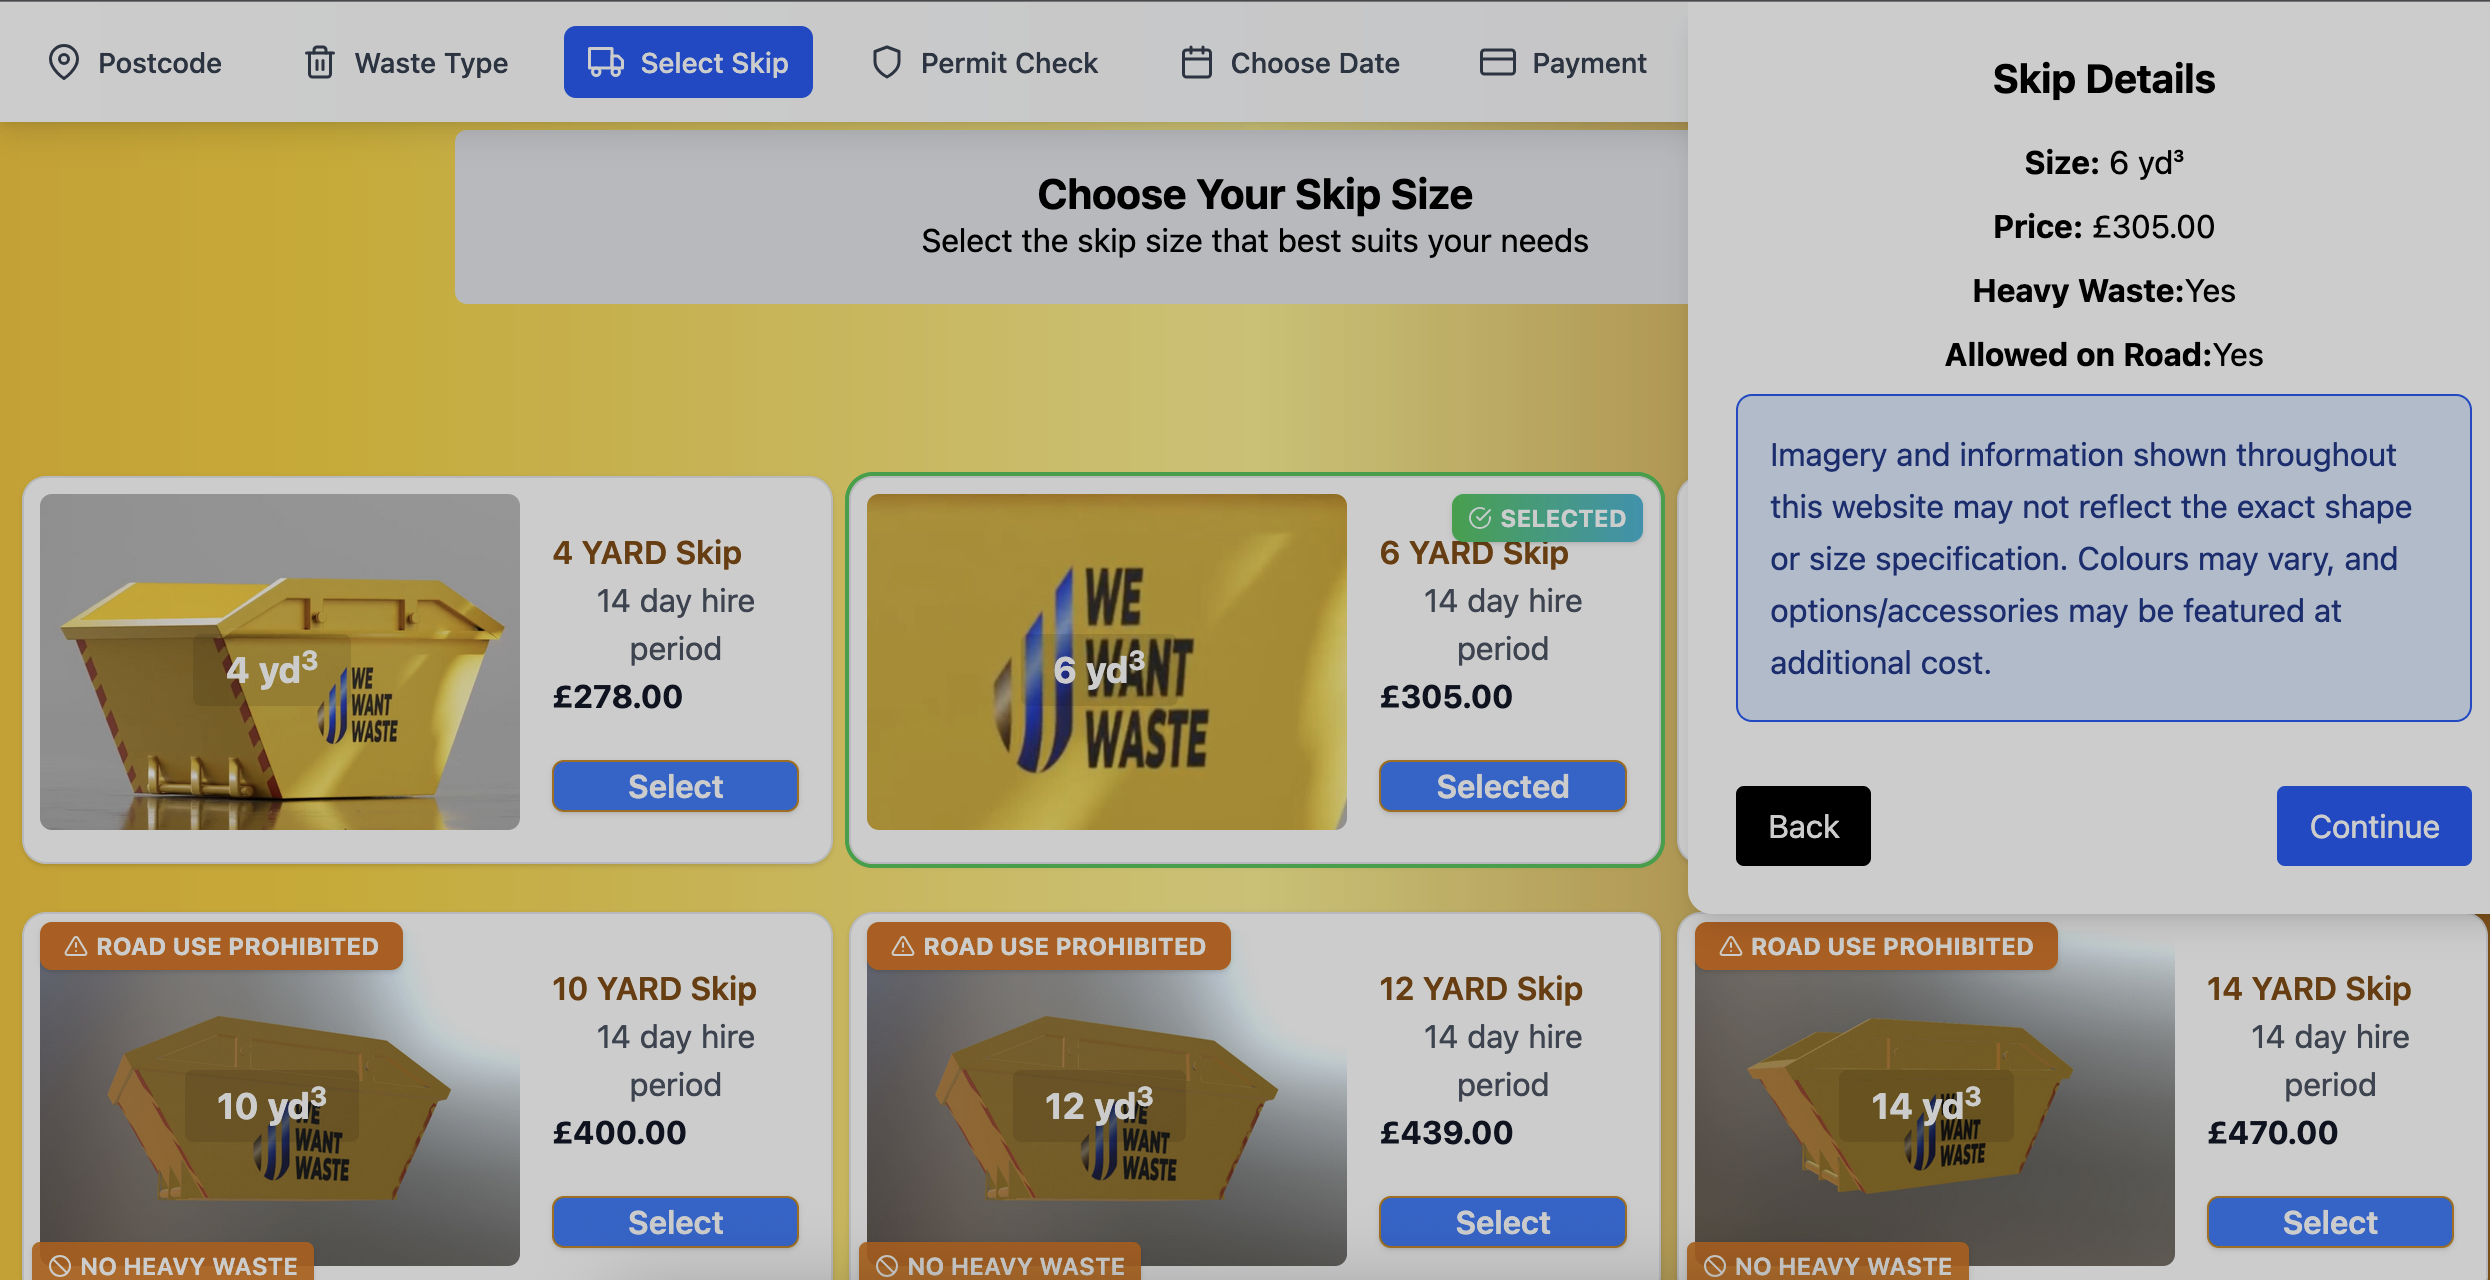 Postcode
Waste Type
Select Skip
Permit Check
Choose Date
Payment
Choose Your Skip Size
Select the skip size that best suits your needs
4 yd³
WE
WANT
WASTE
4 YARD Skip
14 day hire
period
£278.00
Select
6 yd³
WE
WANT
WASTE
SELECTED
6 YARD Skip
14 day hire
period
£305.00
Selected
ROAD USE PROHIBITED
10 yd³
WE
WANT
WASTE
NO HEAVY WASTE
10 YARD Skip
14 day hire
period
£400.00
Select
ROAD USE PROHIBITED
12 yd³
WE
WANT
WASTE
NO HEAVY WASTE
12 YARD Skip
14 day hire
period
£439.00
Select
ROAD USE PROHIBITED
14 yd³
WE
WANT
WASTE
NO HEAVY WASTE
14 YARD Skip
14 day hire
period
£470.00
Select
Skip Details
Size: 6 yd³
Price: £305.00
Heavy Waste:Yes
Allowed on Road:Yes
Imagery and information shown throughout
this website may not reflect the exact shape
or size specification. Colours may vary, and
options/accessories may be featured at
additional cost.
Back
Continue